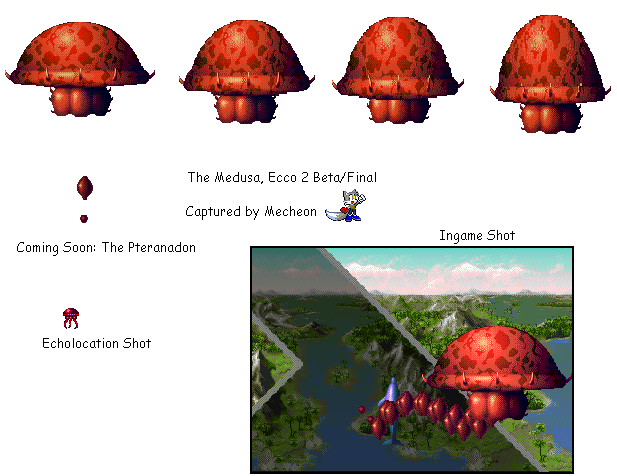 The Medusa, Ecco 2 Beta/Final
Captured by Mecheon
Ingame Shot
Coming Soon: The Pteranadon
Echolocation Shot